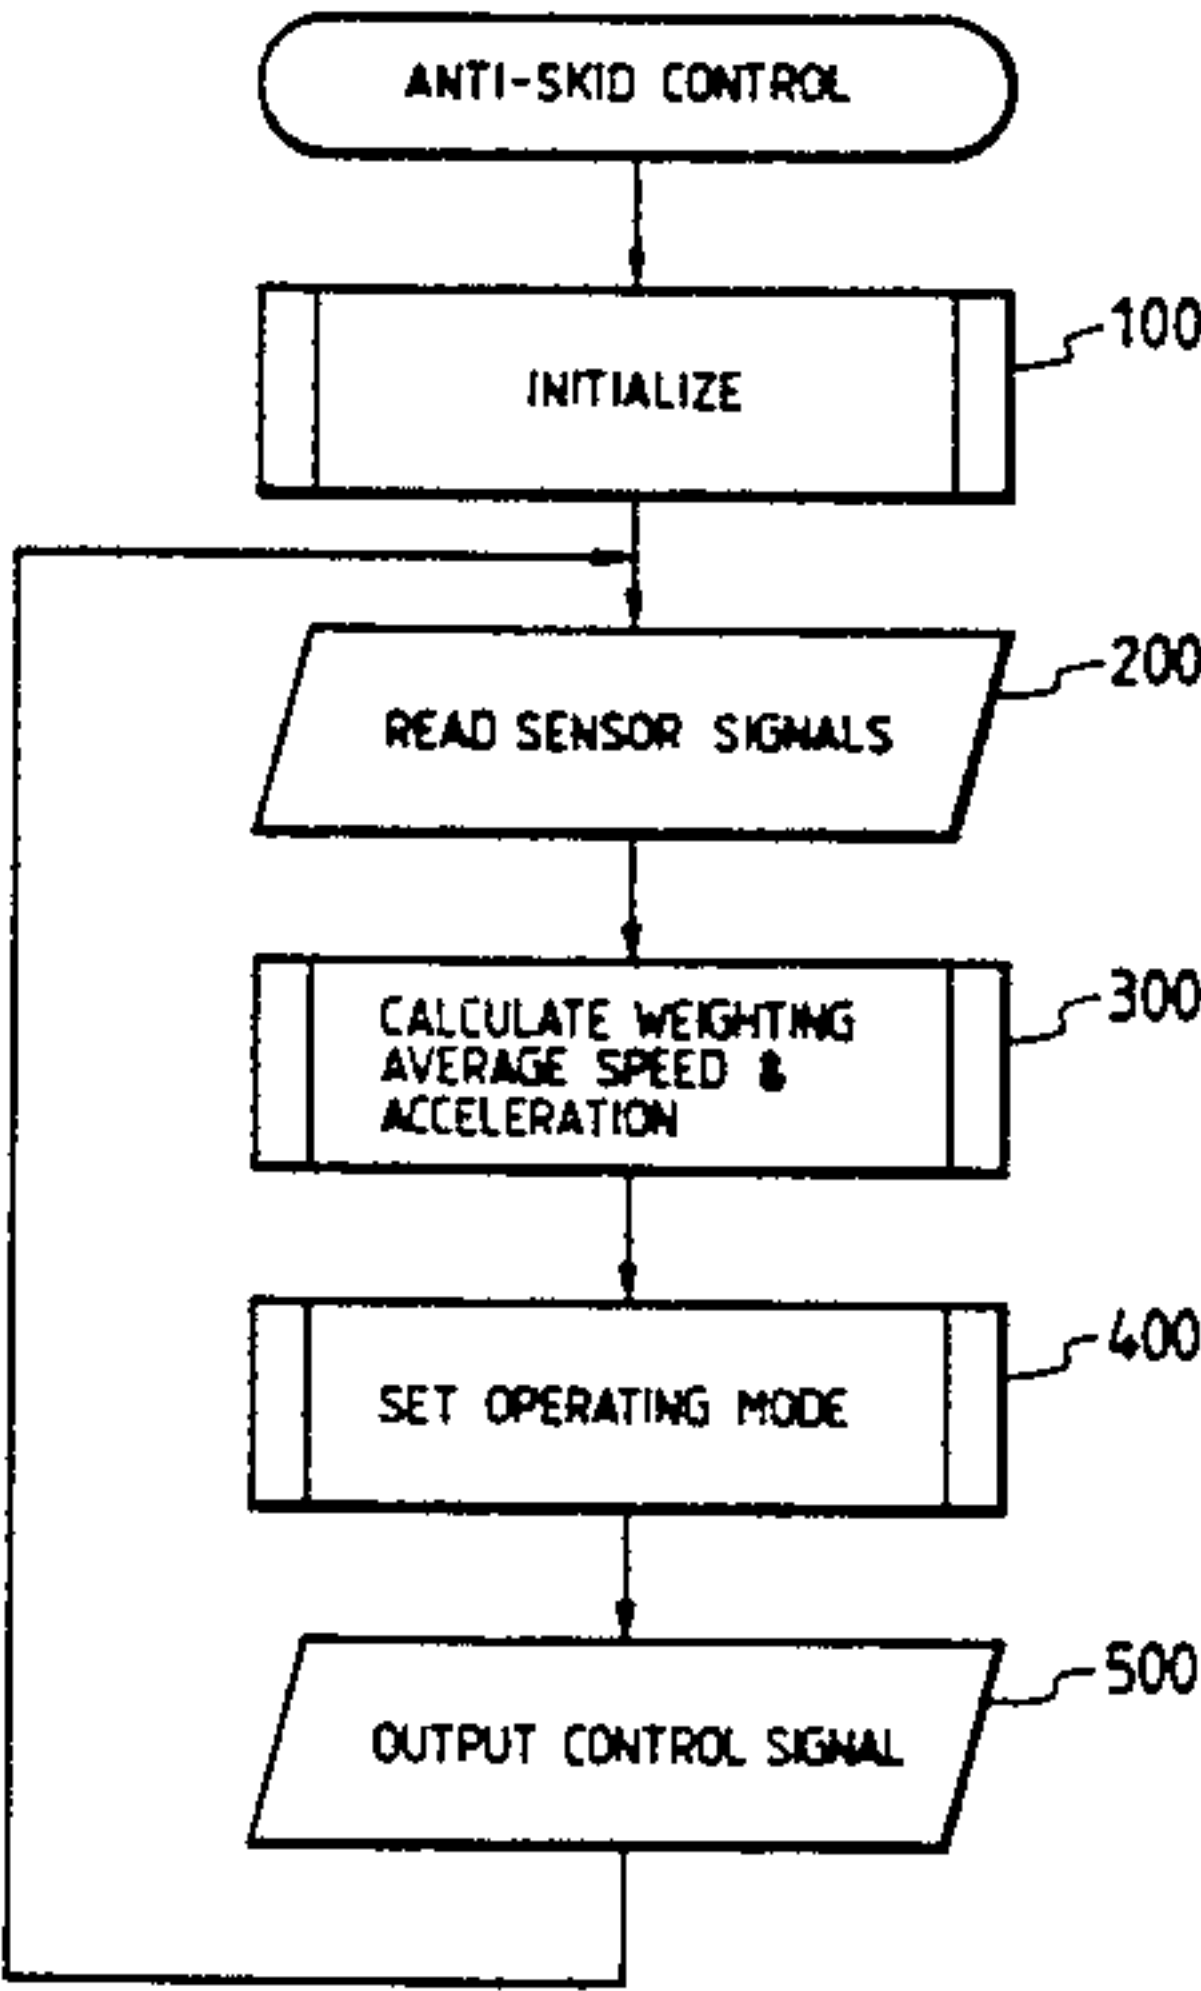 ANTI-SKID CONTROL
INITIALIZE
100
READ SENSOR SIGNALS
200
CALCULATE WEIGHTING
AVERAGE SPEED &
ACCELERATION
300
SET OPERATING MODE
400
OUTPUT CONTROL SIGNAL
500